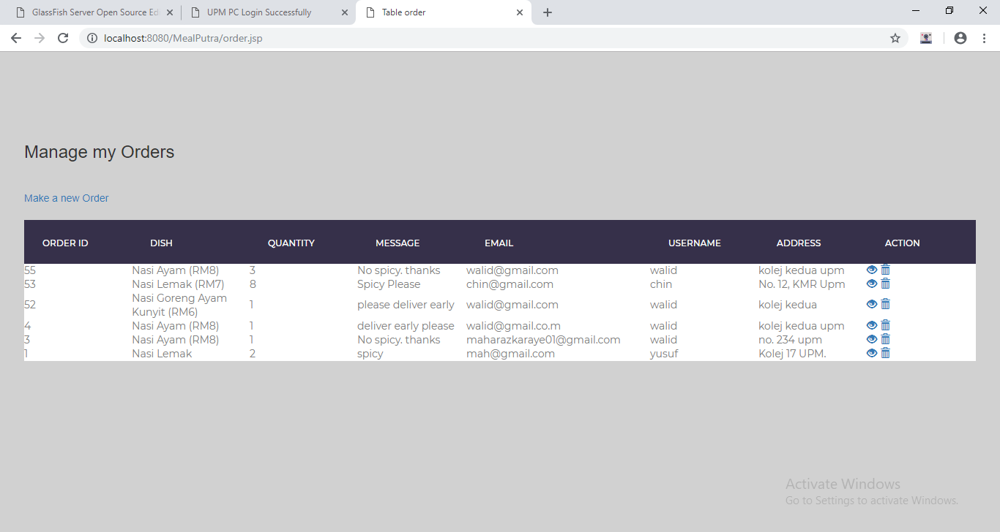 GlassFish Server Open Source Ed
UPM PC Login Successfully
Table order
localhost:8080/MealPutra/order.jsp
Manage my Orders
Make a new Order
ORDER ID DISH QUANTITY MESSAGE EMAIL USERNAME ADDRESS ACTION
55 Nasi Ayam (RM8) 3 No spicy. thanks walid@gmail.com walid kolej kedua upm
53 Nasi Lemak (RM7) 8 Spicy Please chin@gmail.com chin No. 12, KMR Upm
52 Nasi Goreng Ayam
Kunyit (RM6) 1 please deliver early walid@gmail.com walid kolej kedua
4 Nasi Ayam (RM8) 1 deliver early please walid@gmail.co.m walid kolej kedua upm
3 Nasi Ayam (RM8) 1 No spicy. thanks maharazkaraye01@gmail.com walid no. 234 upm
1 Nasi Lemak 2 spicy mah@gmail.com yusuf Kolej 17 UPM.
Activate Windows
Go to Settings to activate Windows.